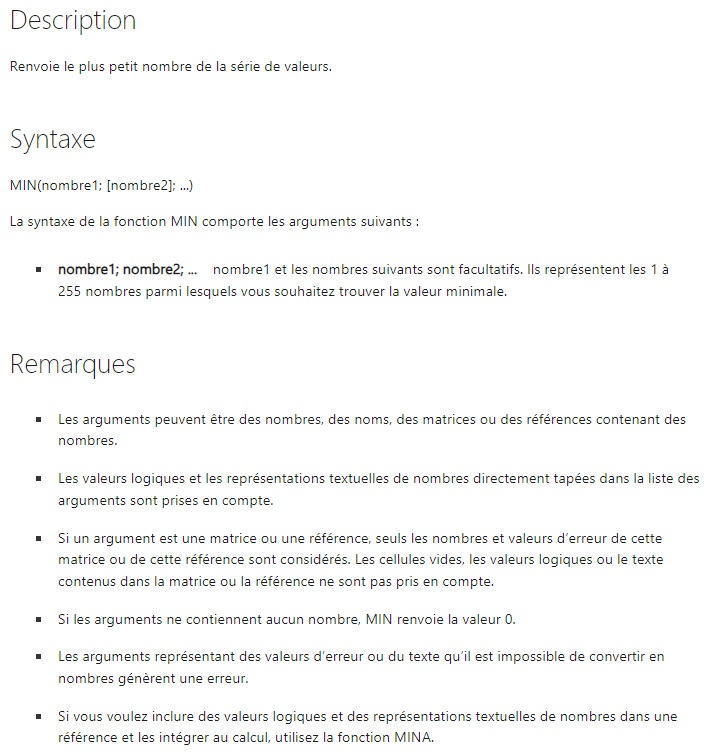 Description
Renvoie le plus petit nombre de la série de valeurs.
Syntaxe
MIN(nombre1; [nombre2]; ...)
La syntaxe de la fonction MIN comporte les arguments suivants :
▪ nombre1; nombre2; ... nombre1 et les nombres suivants sont facultatifs. Ils représentent les 1 à
255 nombres parmi lesquels vous souhaitez trouver la valeur minimale.
Remarques
▪ Les arguments peuvent être des nombres, des noms, des matrices ou des références contenant des
nombres.
▪ Les valeurs logiques et les représentations textuelles de nombres directement tapées dans la liste des
arguments sont prises en compte.
▪ Si un argument est une matrice ou une référence, seuls les nombres et valeurs d’erreur de cette
matrice ou de cette référence sont considérés. Les cellules vides, les valeurs logiques ou le texte
contenus dans la matrice ou la référence ne sont pas pris en compte.
▪ Si les arguments ne contiennent aucun nombre, MIN renvoie la valeur 0.
▪ Les arguments représentant des valeurs d’erreur ou du texte qu’il est impossible de convertir en
nombres génèrent une erreur.
▪ Si vous voulez inclure des valeurs logiques et des représentations textuelles de nombres dans une
référence et les intégrer au calcul, utilisez la fonction MINA.